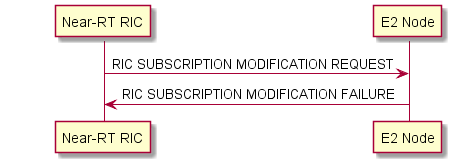 Near-RT RIC
E2 Node
RIC SUBSCRIPTION MODIFICATION REQUEST
RIC SUBSCRIPTION MODIFICATION FAILURE
Near-RT RIC
E2 Node